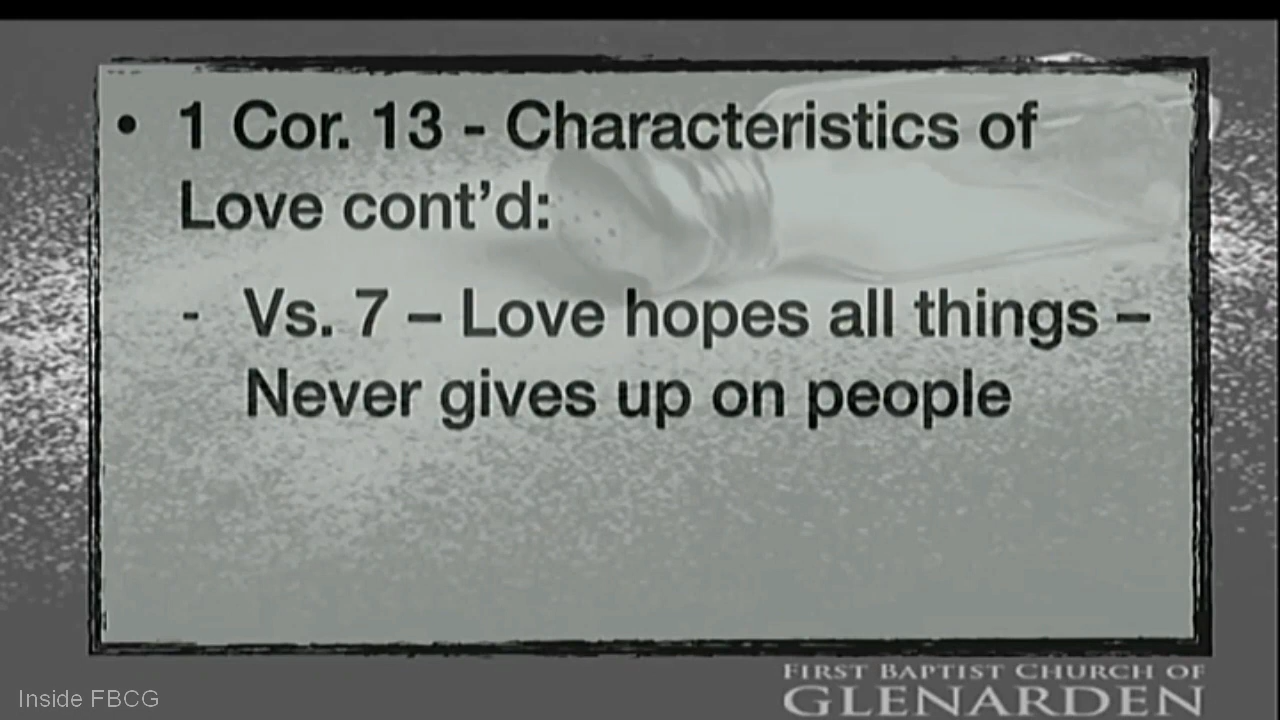 • 1 Cor. 13 - Characteristics of
Love cont’d:
- Vs. 7 – Love hopes all things –
Never gives up on people
FIRST BAPTIST CHURCH OF
GLENARDEN
Inside FBCG